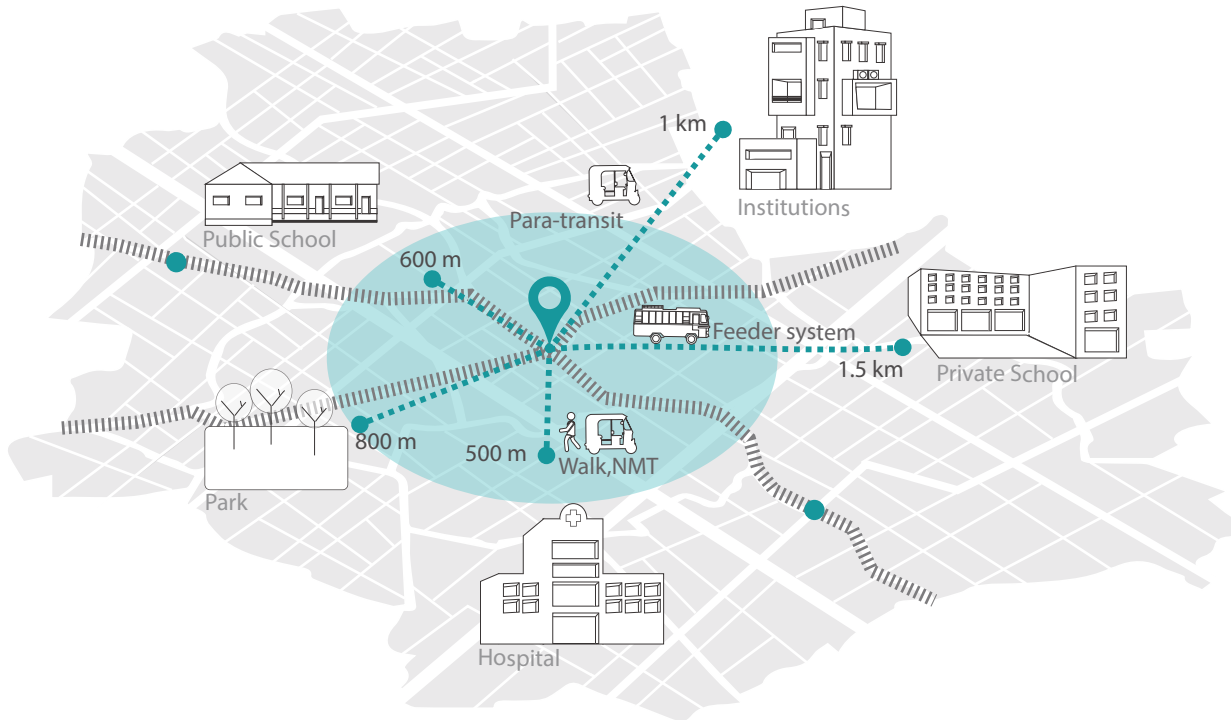 1 km
Institutions
Para-transit
Public School
600 m
Feeder system
1.5 km
Private School
800 m
500 m
Walk,NMT
Park
Hospital